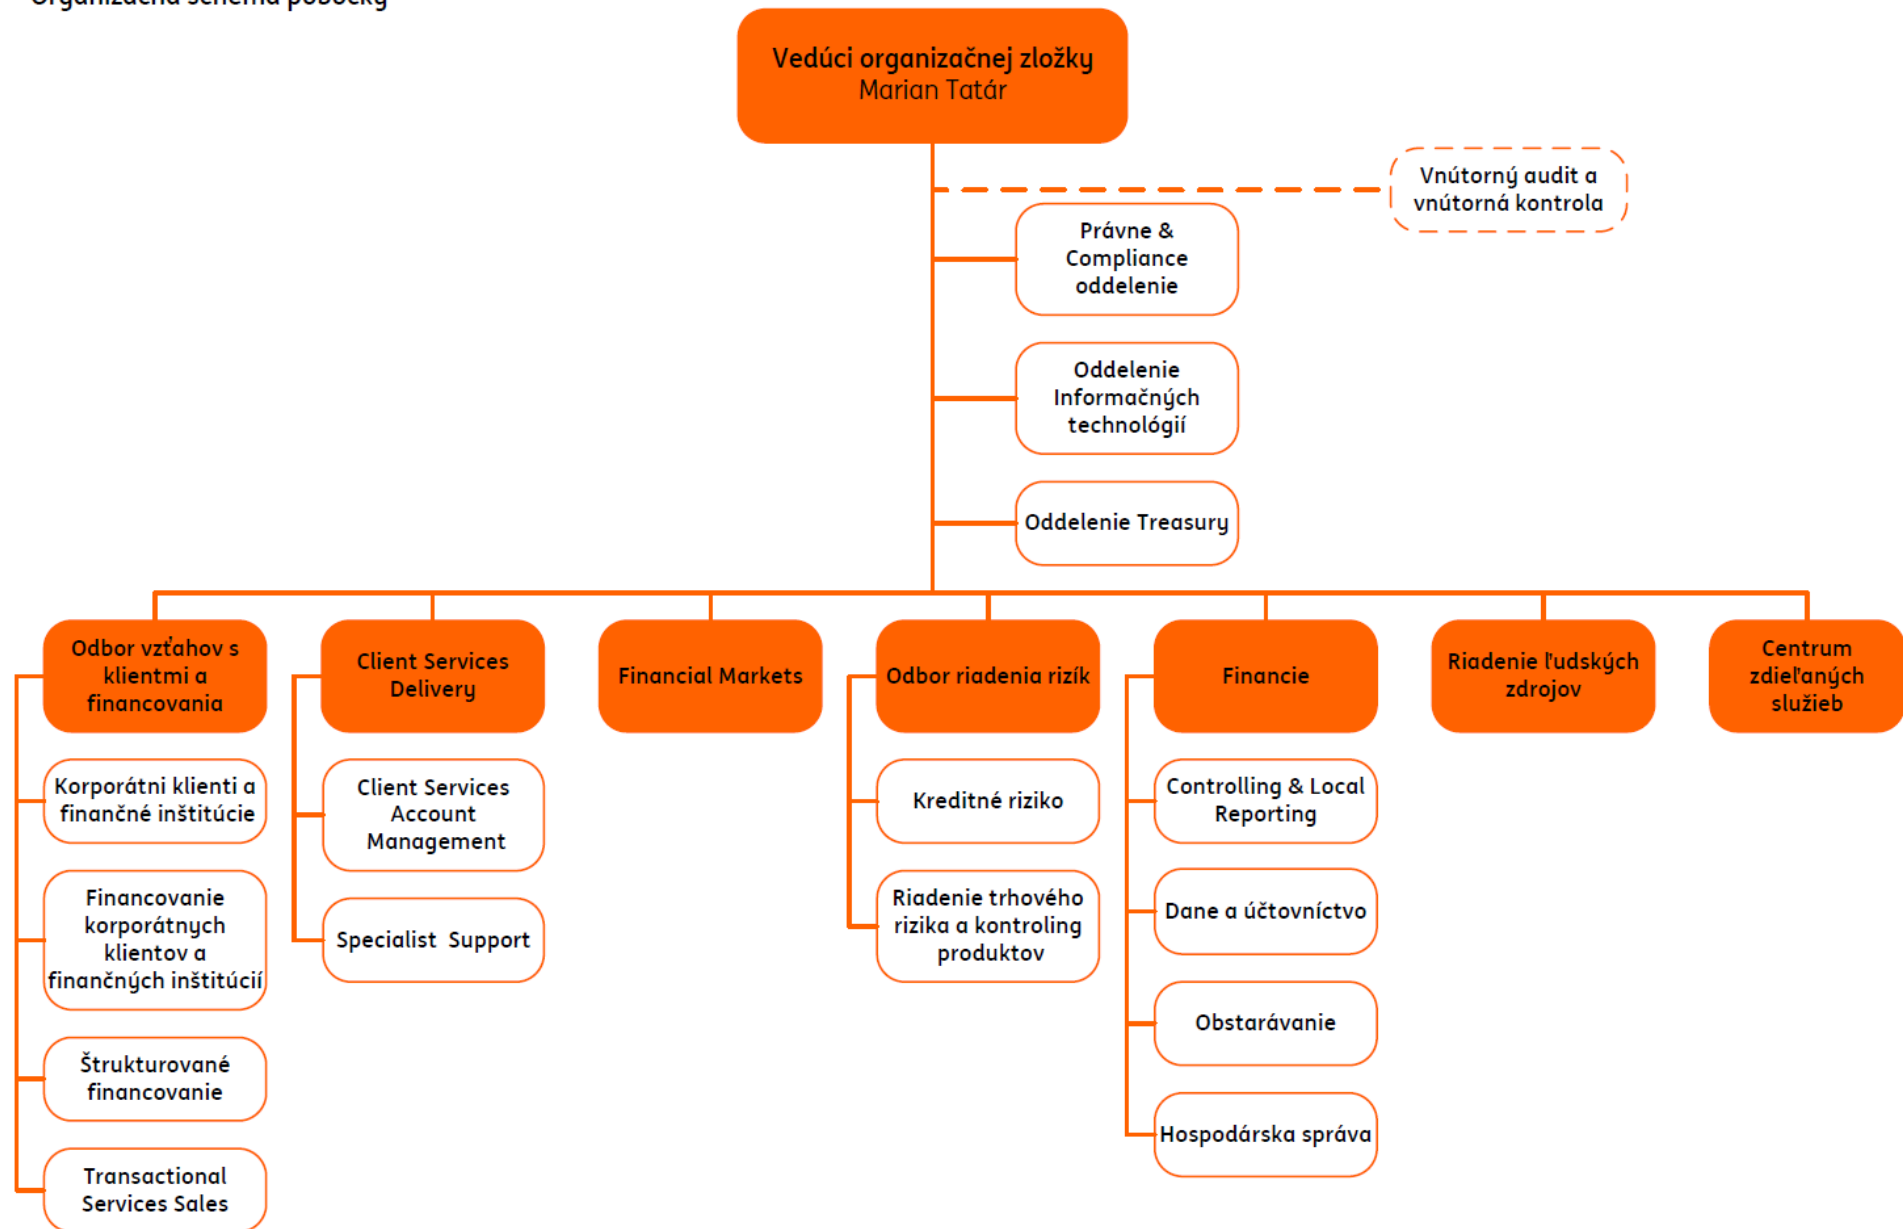 Organizačná schéma pobočky
Vedúci organizačnej zložky
Marian Tatár
Vnútorný audit a
vnútorná kontrola
Právne &
Compliance
oddelenie
Oddelenie
Informačných
technológií
Oddelenie Treasury
Odbor vzťahov s
klientmi a
financovania
Client Services
Delivery
Financial Markets
Odbor riadenia rizík
Financie
Riadenie ľudských
zdrojov
Centrum
zdieľaných
služieb
Korporátni klienti a
finančné inštitúcie
Financovanie
korporátnych
klientov a
finančných inštitúcií
Štrukturované
financovanie
Transactional
Services Sales
Client Services
Account
Management
Specialist Support
Kreditné riziko
Riadenie trhového
rizika a kontroling
produktov
Controlling & Local
Reporting
Dane a účtovníctvo
Obstarávanie
Hospodárska správa